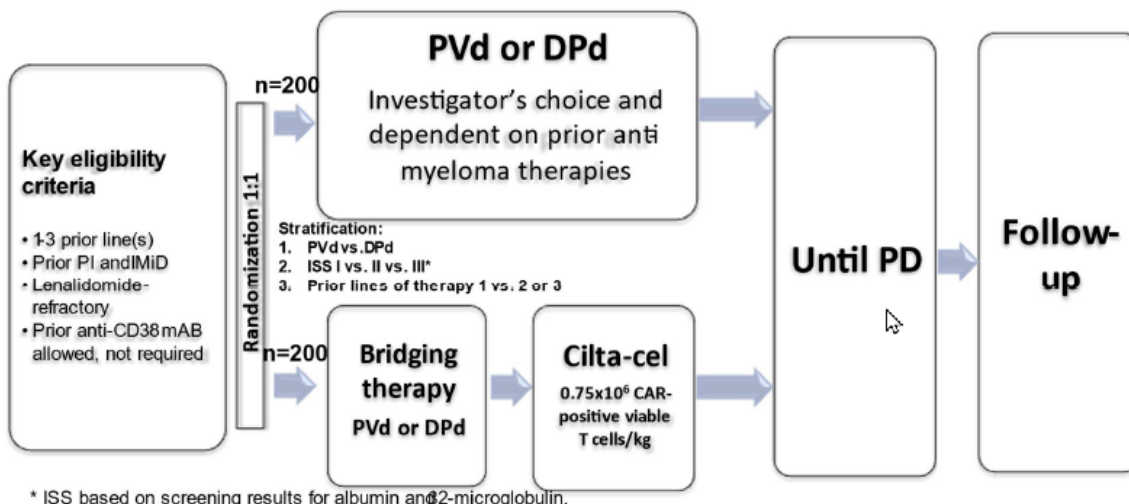 Key eligibility
criteria
• 1-3 prior line(s)
• Prior PI andIMiD
• Lenalidomide-
refractory
• Prior anti-CD38 mAB
allowed, not required
Randomization 1:1
n=200
PVd or DPd
Investigator's choice and
dependent on prior anti
myeloma therapies
Stratification:
1. PVd vs. DPd
2. ISS I vs. II vs. III*
3. Prior lines of therapy 1 vs. 2 or 3
n=200
Bridging
therapy
PVd or DPd
Cilta-cel
0.75x10⁶ CAR-
positive viable
T cells/kg
Until PD
Follow-
up
* ISS based on screening results for albumin and β2-microglobulin.